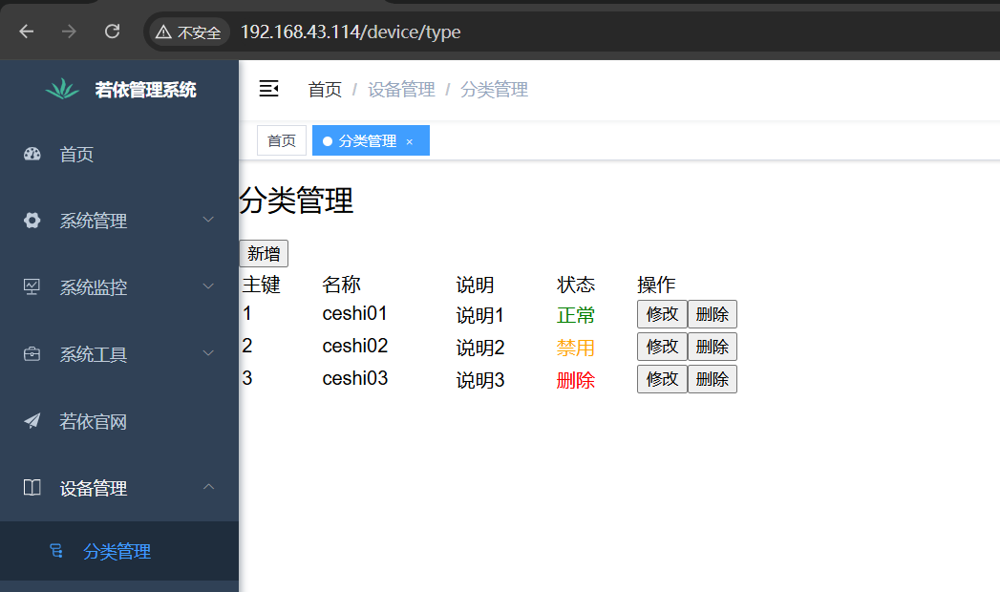 不安全 192.168.43.114/device/type
若依管理系统
首页 / 设备管理 / 分类管理
首页
系统管理
系统监控
系统工具
若依官网
设备管理
分类管理
首页 分类管理 ×
分类管理
新增
主键 名称 说明 状态 操作
1 ceshi01 说明1 正常 修改 删除
2 ceshi02 说明2 禁用 修改 删除
3 ceshi03 说明3 删除 修改 删除